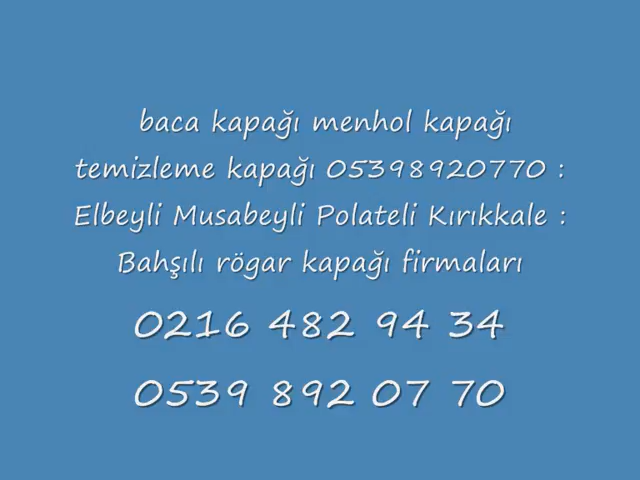 baca kapağı menhol kapağı
temizleme kapağı 05398920770 :
Elbeyli Musabeyli Polateli Kırıkkale :
Bahşılı rögar kapağı firmaları
0216 482 94 34
0539 892 07 70